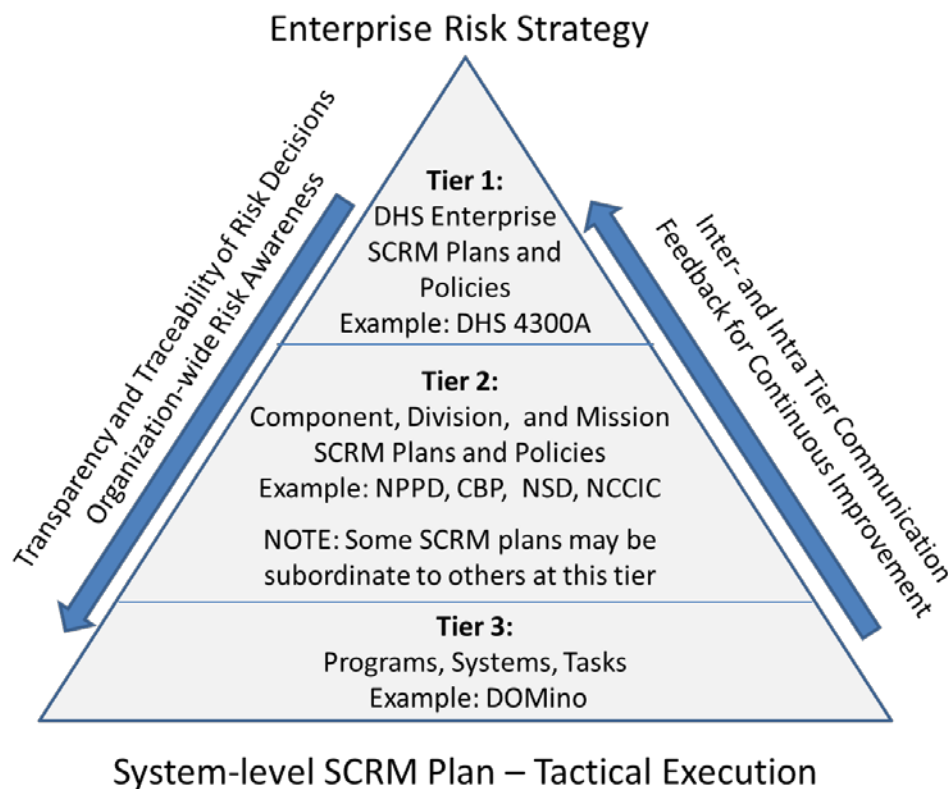 Enterprise Risk Strategy
Transparency and Traceability of Risk Decisions
Organization-wide Risk Awareness
Tier 1:
DHS Enterprise
SCRM Plans and
Policies
Example: DHS 4300A
Inter- and Intra Tier Communication
Feedback for Continuous Improvement
Tier 2:
Component, Division, and Mission
SCRM Plans and Policies
Example: NPPD, CBP, NSD, NCCIC
NOTE: Some SCRM plans may be
subordinate to others at this tier
Tier 3:
Programs, Systems, Tasks
Example: DOMino
System-level SCRM Plan – Tactical Execution